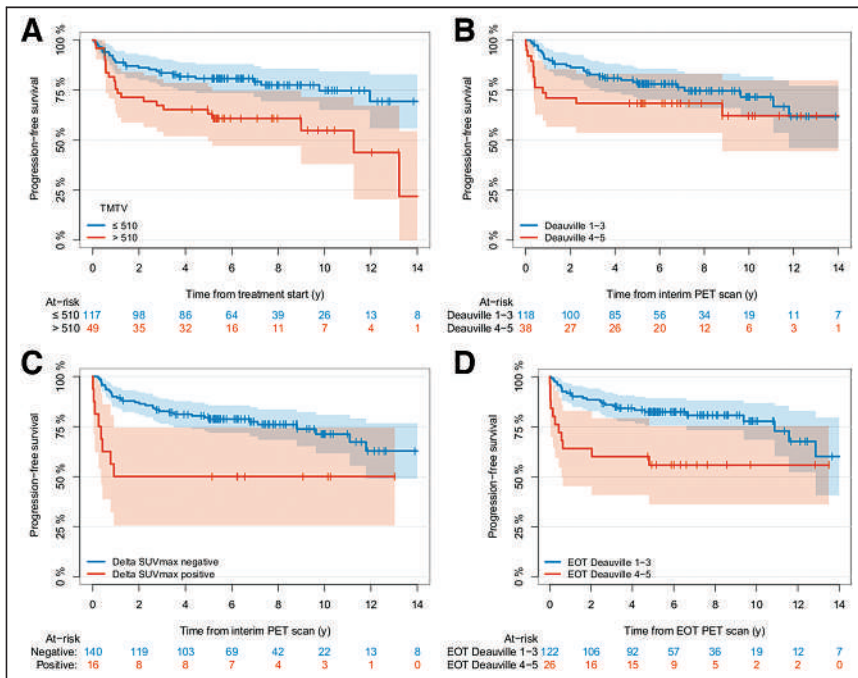 A
Progression-free survival
100 %
75 %
50 %
25 %
0 %
TMTV
≤ 510
> 510
0 2 4 6 8 10 12 14
Time from treatment start (y)
At-risk
≤ 510 117 98 86 64 39 26 13 8
> 510 49 35 32 16 11 7 4 1
B
Progression-free survival
100 %
75 %
50 %
25 %
0 %
Deauville 1-3
Deauville 4-5
0 2 4 6 8 10 12 14
Time from interim PET scan (y)
At-risk
Deauville 1-3 118 100 85 56 34 19 11 7
Deauville 4-5 38 27 26 20 12 6 3 1
C
Progression-free survival
100 %
75 %
50 %
25 %
0 %
Delta SUVmax negative
Delta SUVmax positive
0 2 4 6 8 10 12 14
Time from interim PET scan (y)
At-risk
Negative: 140 119 103 69 42 22 13 8
Positive: 16 8 8 7 4 3 1 0
D
Progression-free survival
100 %
75 %
50 %
25 %
0 %
EOT Deauville 1-3
EOT Deauville 4-5
0 2 4 6 8 10 12 14
Time from EOT PET scan (y)
At-risk
EOT Deauville 1-3 122 106 92 57 36 19 12 7
EOT Deauville 4-5 26 16 15 9 5 2 2 0